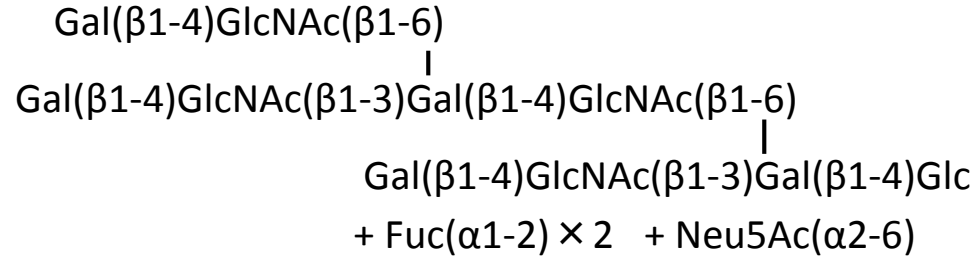 Gal(β1-4)GlcNAc(β1-6)
Gal(β1-4)GlcNAc(β1-3)Gal(β1-4)GlcNAc(β1-6)
Gal(β1-4)GlcNAc(β1-3)Gal(β1-4)Glc
+ Fuc(α1-2) × 2 + Neu5Ac(α2-6)